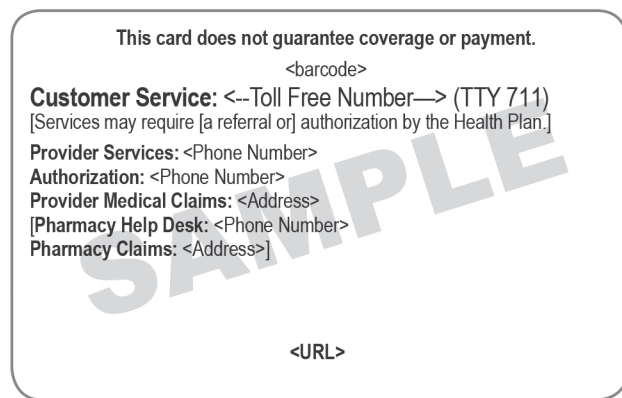 This card does not guarantee coverage or payment.
<barcode>
Customer Service: <--Toll Free Number—> (TTY 711)
[Services may require [a referral or] authorization by the Health Plan.]
Provider Services: <Phone Number>
Authorization: <Phone Number>
Provider Medical Claims: <Address>
[Pharmacy Help Desk: <Phone Number>
Pharmacy Claims: <Address>]
SAMPLE
<URL>